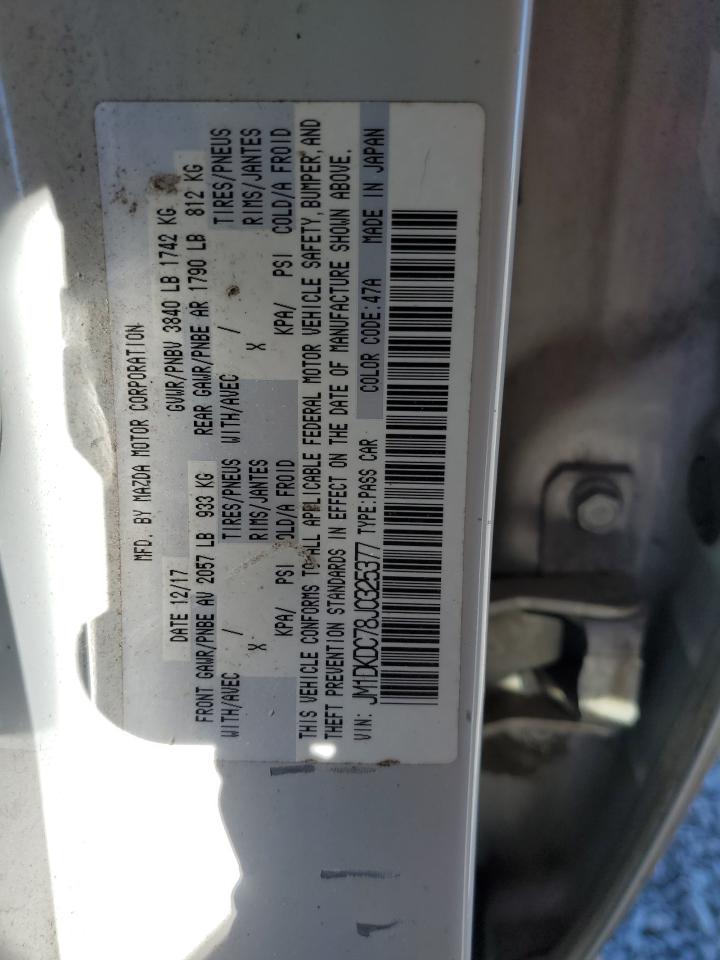 MFD. BY MAZDA MOTOR CORPORATION
DATE 12/17 GVWR/PNBV 3840 LB 1742 KG
FRONT GAWR/PNBE AV 2057 LB 933 KG REAR GAWR/PNBE AR 1790 LB 812 KG
WITH/AVEC TIRES/PNEUS WITH/AVEC TIRES/PNEUS
/ X RIMS/JANTES / X RIMS/JANTES
KPA/ PSI COLD/A FROID KPA/ PSI COLD/A FROID
THIS VEHICLE CONFORMS TO ALL APPLICABLE FEDERAL MOTOR VEHICLE SAFETY, BUMPER, AND
THEFT PREVENTION STANDARDS IN EFFECT ON THE DATE OF MANUFACTURE SHOWN ABOVE.
VIN: JM1DKDC78J0325377 TYPE:PASS CAR COLOR CODE:47A MADE IN JAPAN